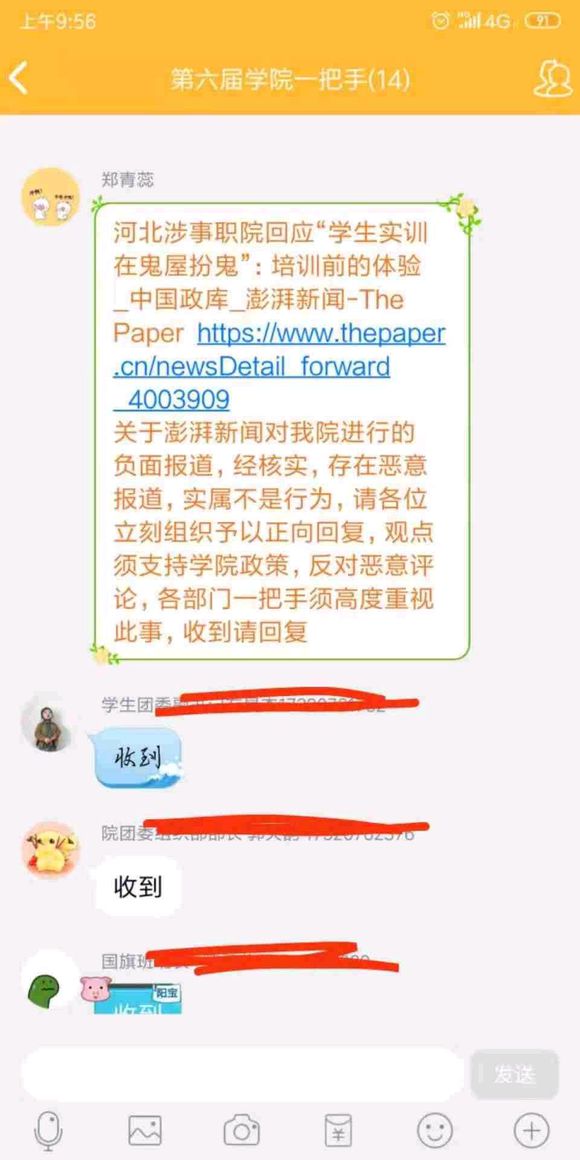 上午9:56
4G
91
第六届学院一把手(14)
郑青蕊
河北涉事职院回应“学生实训
在鬼屋扮鬼”：培训前的体验
_中国政库_澎湃新闻-The
Paper https://www.thepaper
.cn/newsDetail_forward
_4003909
关于澎湃新闻对我院进行的
负面报道，经核实，存在恶意
报道，实属不是行为，请各位
立刻组织予以正向回复，观点
须支持学院政策，反对恶意评
论，各部门一把手须高度重视
此事，收到请回复
学生团委
收到
院团委
收到
国旗班
阳宝
收到
发送